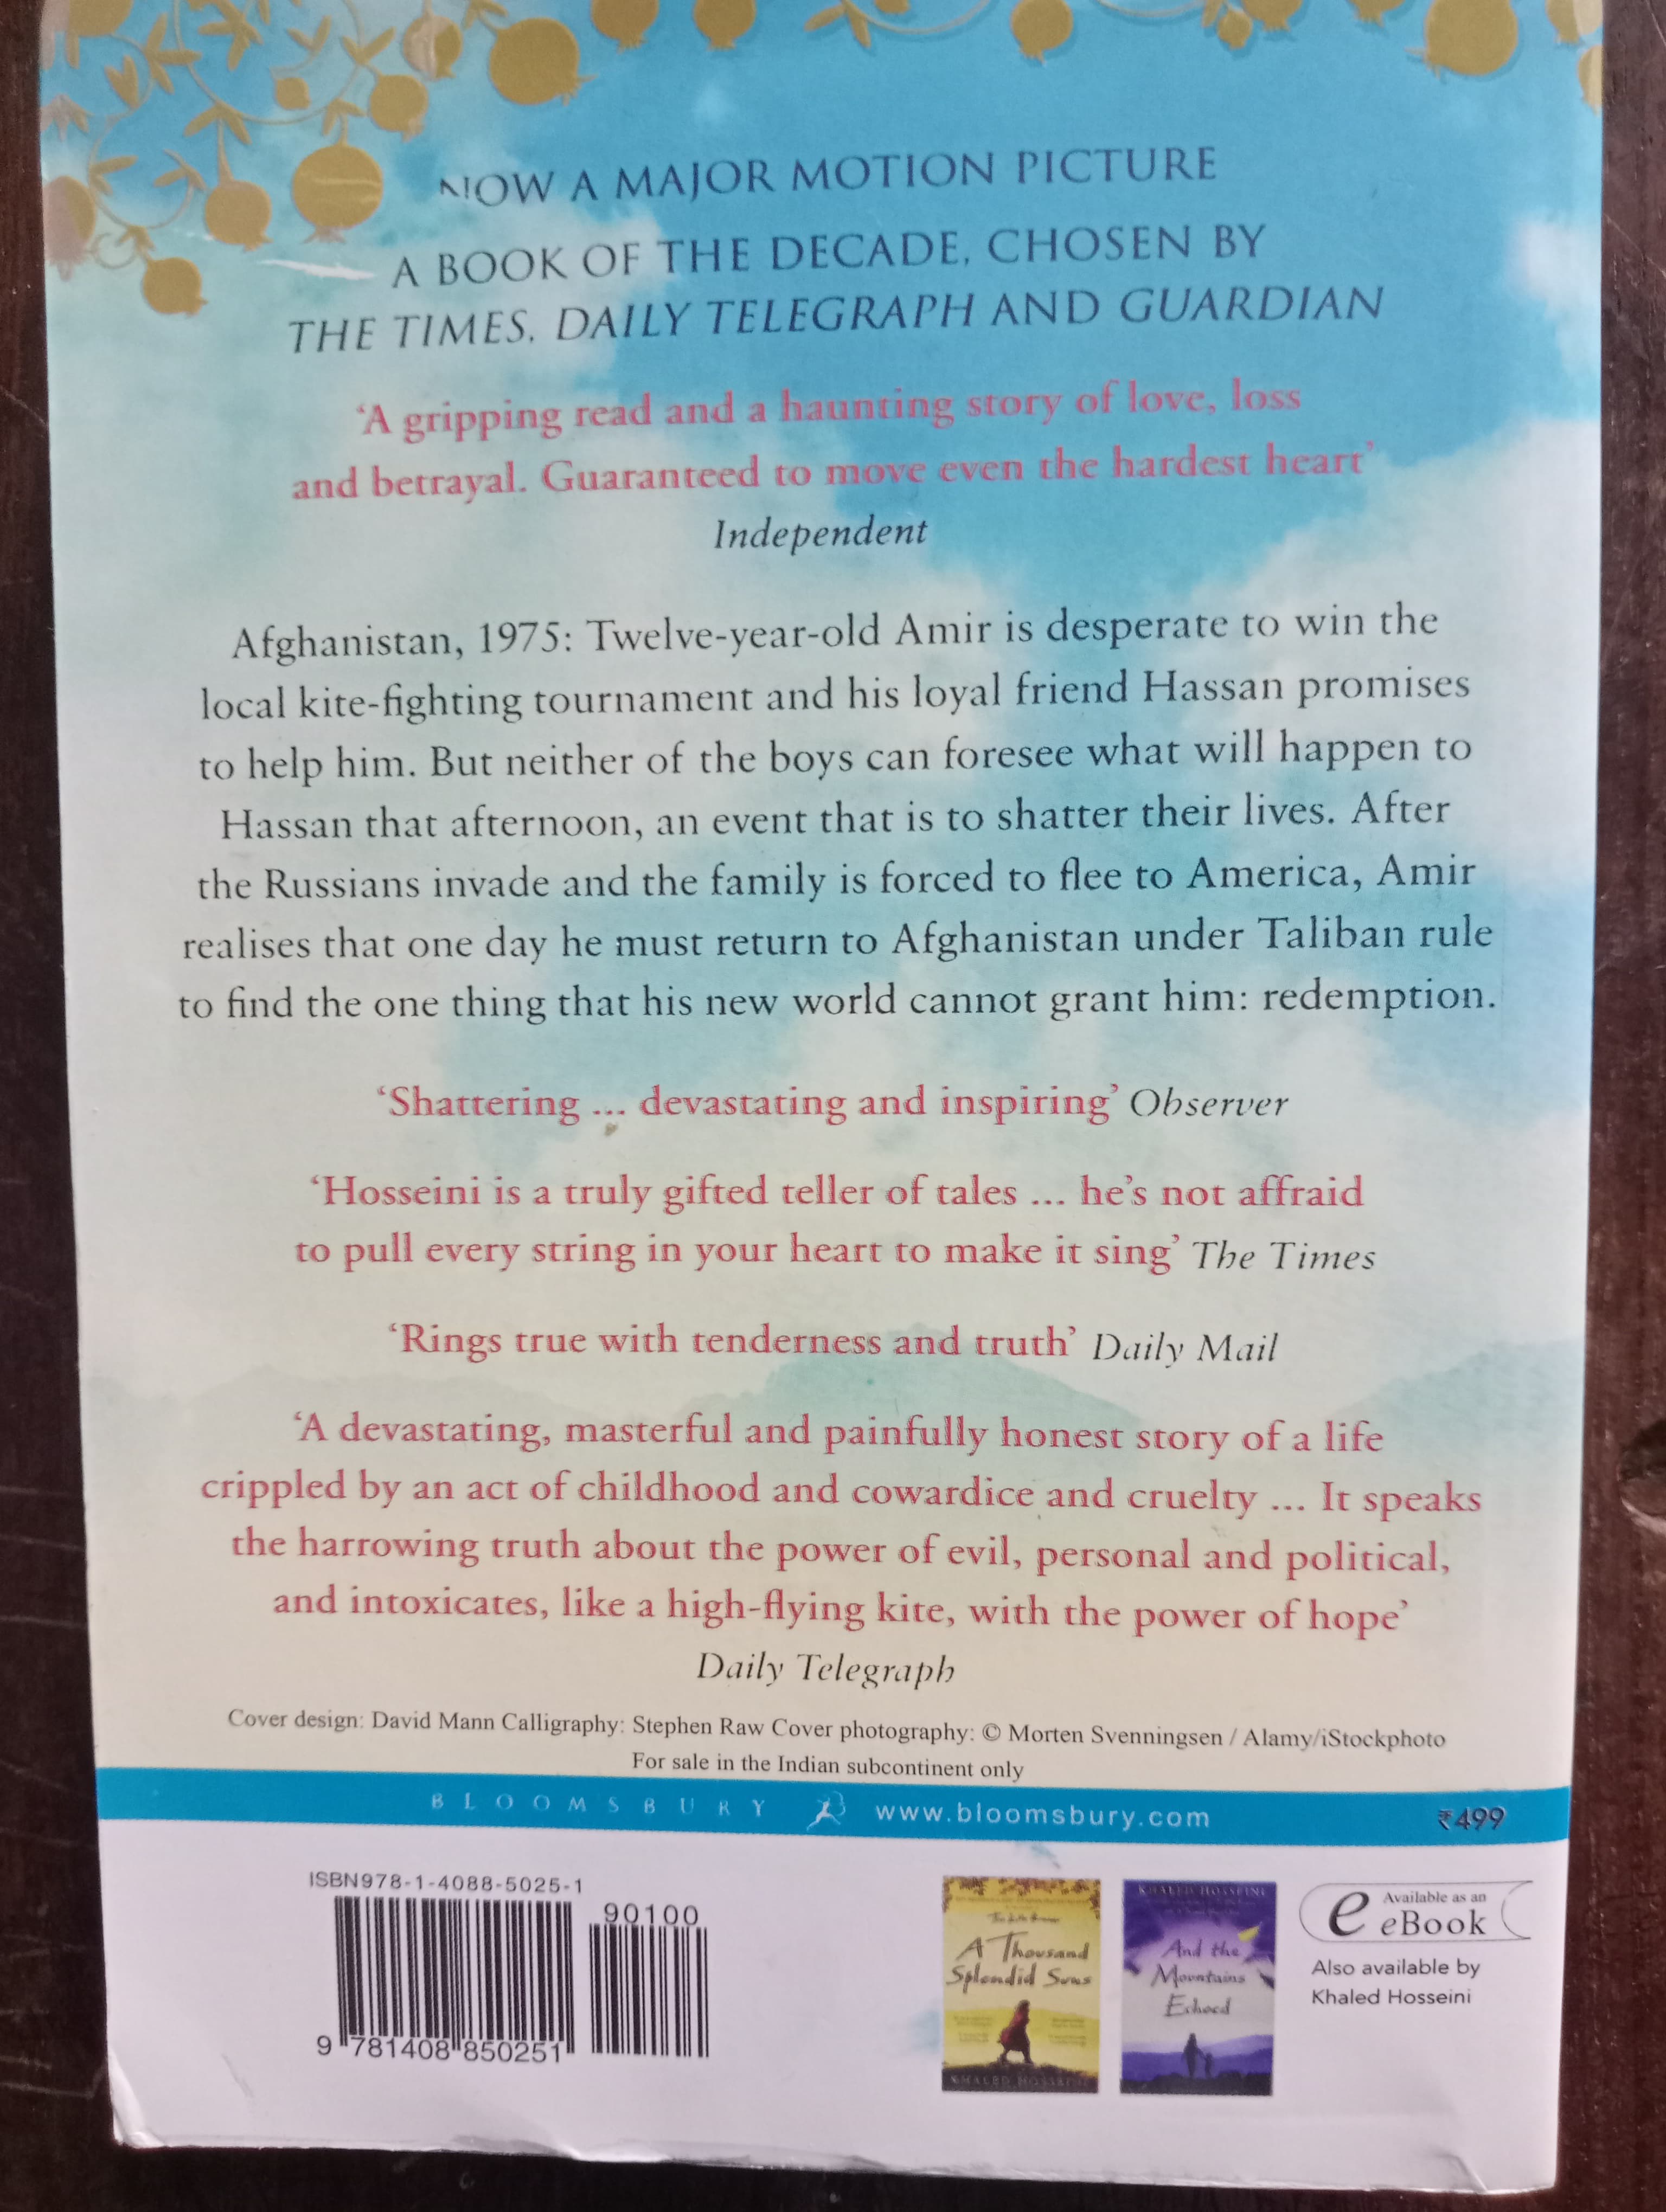 NOW A MAJOR MOTION PICTURE
A BOOK OF THE DECADE, CHOSEN BY
THE TIMES, DAILY TELEGRAPH AND GUARDIAN
‘A gripping read and a haunting story of love, loss
and betrayal. Guaranteed to move even the hardest heart’
Independent
Afghanistan, 1975: Twelve-year-old Amir is desperate to win the
local kite-fighting tournament and his loyal friend Hassan promises
to help him. But neither of the boys can foresee what will happen to
Hassan that afternoon, an event that is to shatter their lives. After
the Russians invade and the family is forced to flee to America, Amir
realises that one day he must return to Afghanistan under Taliban rule
to find the one thing that his new world cannot grant him: redemption.
‘Shattering ... devastating and inspiring’ Observer
‘Hosseini is a truly gifted teller of tales ... he’s not affraid
to pull every string in your heart to make it sing’ The Times
‘Rings true with tenderness and truth’ Daily Mail
‘A devastating, masterful and painfully honest story of a life
crippled by an act of childhood and cowardice and cruelty ... It speaks
the harrowing truth about the power of evil, personal and political,
and intoxicates, like a high-flying kite, with the power of hope’
Daily Telegraph
Cover design: David Mann Calligraphy: Stephen Raw Cover photography: © Morten Svenningsen / Alamy/iStockphoto
For sale in the Indian subcontinent only
BLOOMSBURY www.bloomsbury.com ₹499
ISBN978-1-4088-5025-1
90100
9 781408 850251
A Thousand
Splendid Suns
KHALED HOSSEINI
KHALED HOSSEINI
And the
Mountains
Echoed
e Available as an
eBook
Also available by
Khaled Hosseini